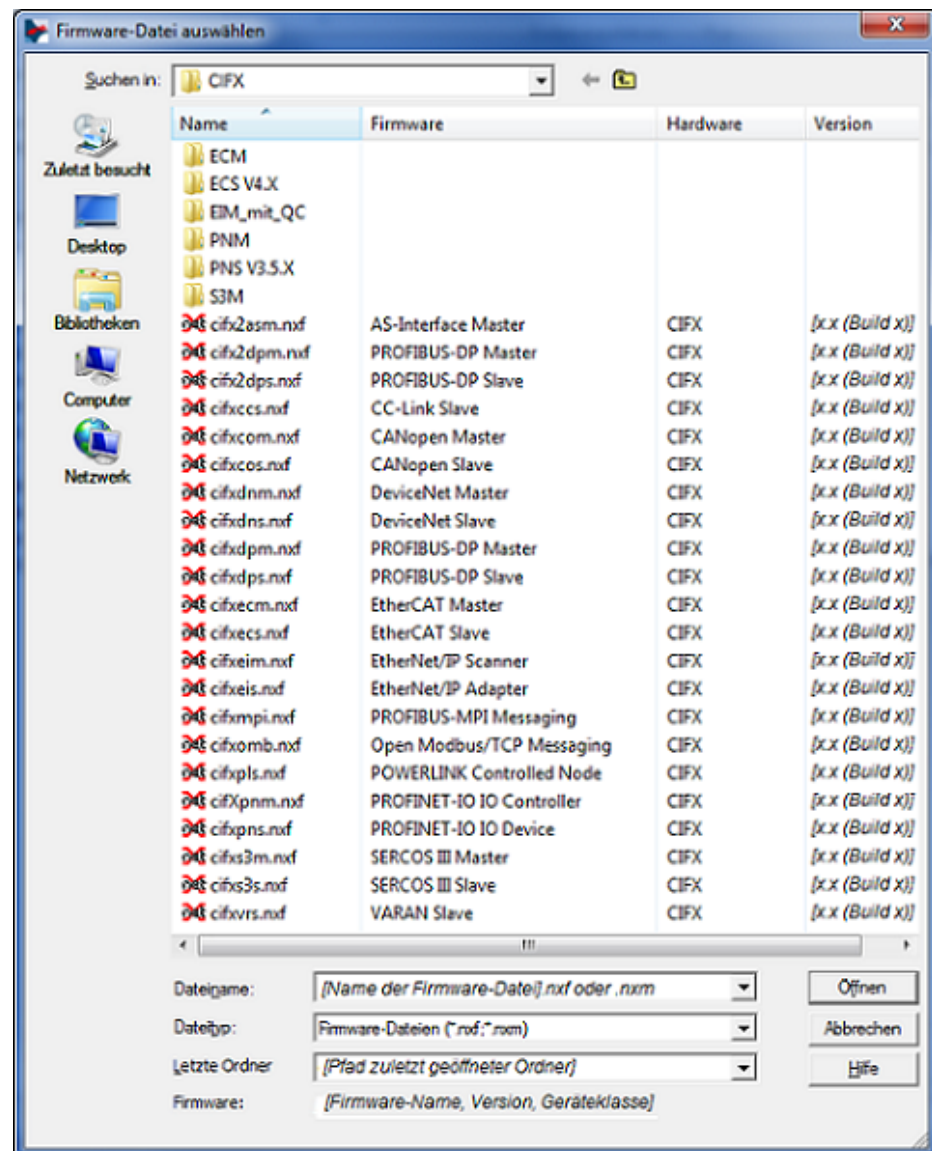 Firmware-Datei auswählen
Suchen in: CIFX
Zuletzt besucht
Desktop
Bibliotheken
Computer
Netzwerk
Name Firmware Hardware Version
ECM
ECS V4.X
EIM_mit_QC
PNM
PNS V3.5.X
S3M
cifx2asm.nxf AS-Interface Master CIFX [x.x (Build x)]
cifx2dpm.nxf PROFIBUS-DP Master CIFX [x.x (Build x)]
cifx2dps.nxf PROFIBUS-DP Slave CIFX [x.x (Build x)]
cifxccs.nxf CC-Link Slave CIFX [x.x (Build x)]
cifxcom.nxf CANopen Master CIFX [x.x (Build x)]
cifxcos.nxf CANopen Slave CIFX [x.x (Build x)]
cifxdnm.nxf DeviceNet Master CIFX [x.x (Build x)]
cifxdns.nxf DeviceNet Slave CIFX [x.x (Build x)]
cifxdpm.nxf PROFIBUS-DP Master CIFX [x.x (Build x)]
cifxdps.nxf PROFIBUS-DP Slave CIFX [x.x (Build x)]
cifxecm.nxf EtherCAT Master CIFX [x.x (Build x)]
cifxecs.nxf EtherCAT Slave CIFX [x.x (Build x)]
cifxeim.nxf EtherNet/IP Scanner CIFX [x.x (Build x)]
cifxeis.nxf EtherNet/IP Adapter CIFX [x.x (Build x)]
cifxmpi.nxf PROFIBUS-MPI Messaging CIFX [x.x (Build x)]
cifxomb.nxf Open Modbus/TCP Messaging CIFX [x.x (Build x)]
cifxpls.nxf POWERLINK Controlled Node CIFX [x.x (Build x)]
cifXpnm.nxf PROFINET-IO IO Controller CIFX [x.x (Build x)]
cifxpns.nxf PROFINET-IO IO Device CIFX [x.x (Build x)]
cifxs3m.nxf SERCOS III Master CIFX [x.x (Build x)]
cifxs3s.nxf SERCOS III Slave CIFX [x.x (Build x)]
cifxvrs.nxf VARAN Slave CIFX [x.x (Build x)]
Dateiname: [Name der Firmware-Datei].nxf oder .nxm Öffnen
Dateityp: Firmware-Dateien (*.nxf;*.nxm) Abbrechen
Letzte Ordner [Pfad zuletzt geöffneter Ordner] Hilfe
Firmware: [Firmware-Name, Version, Geräteklasse]